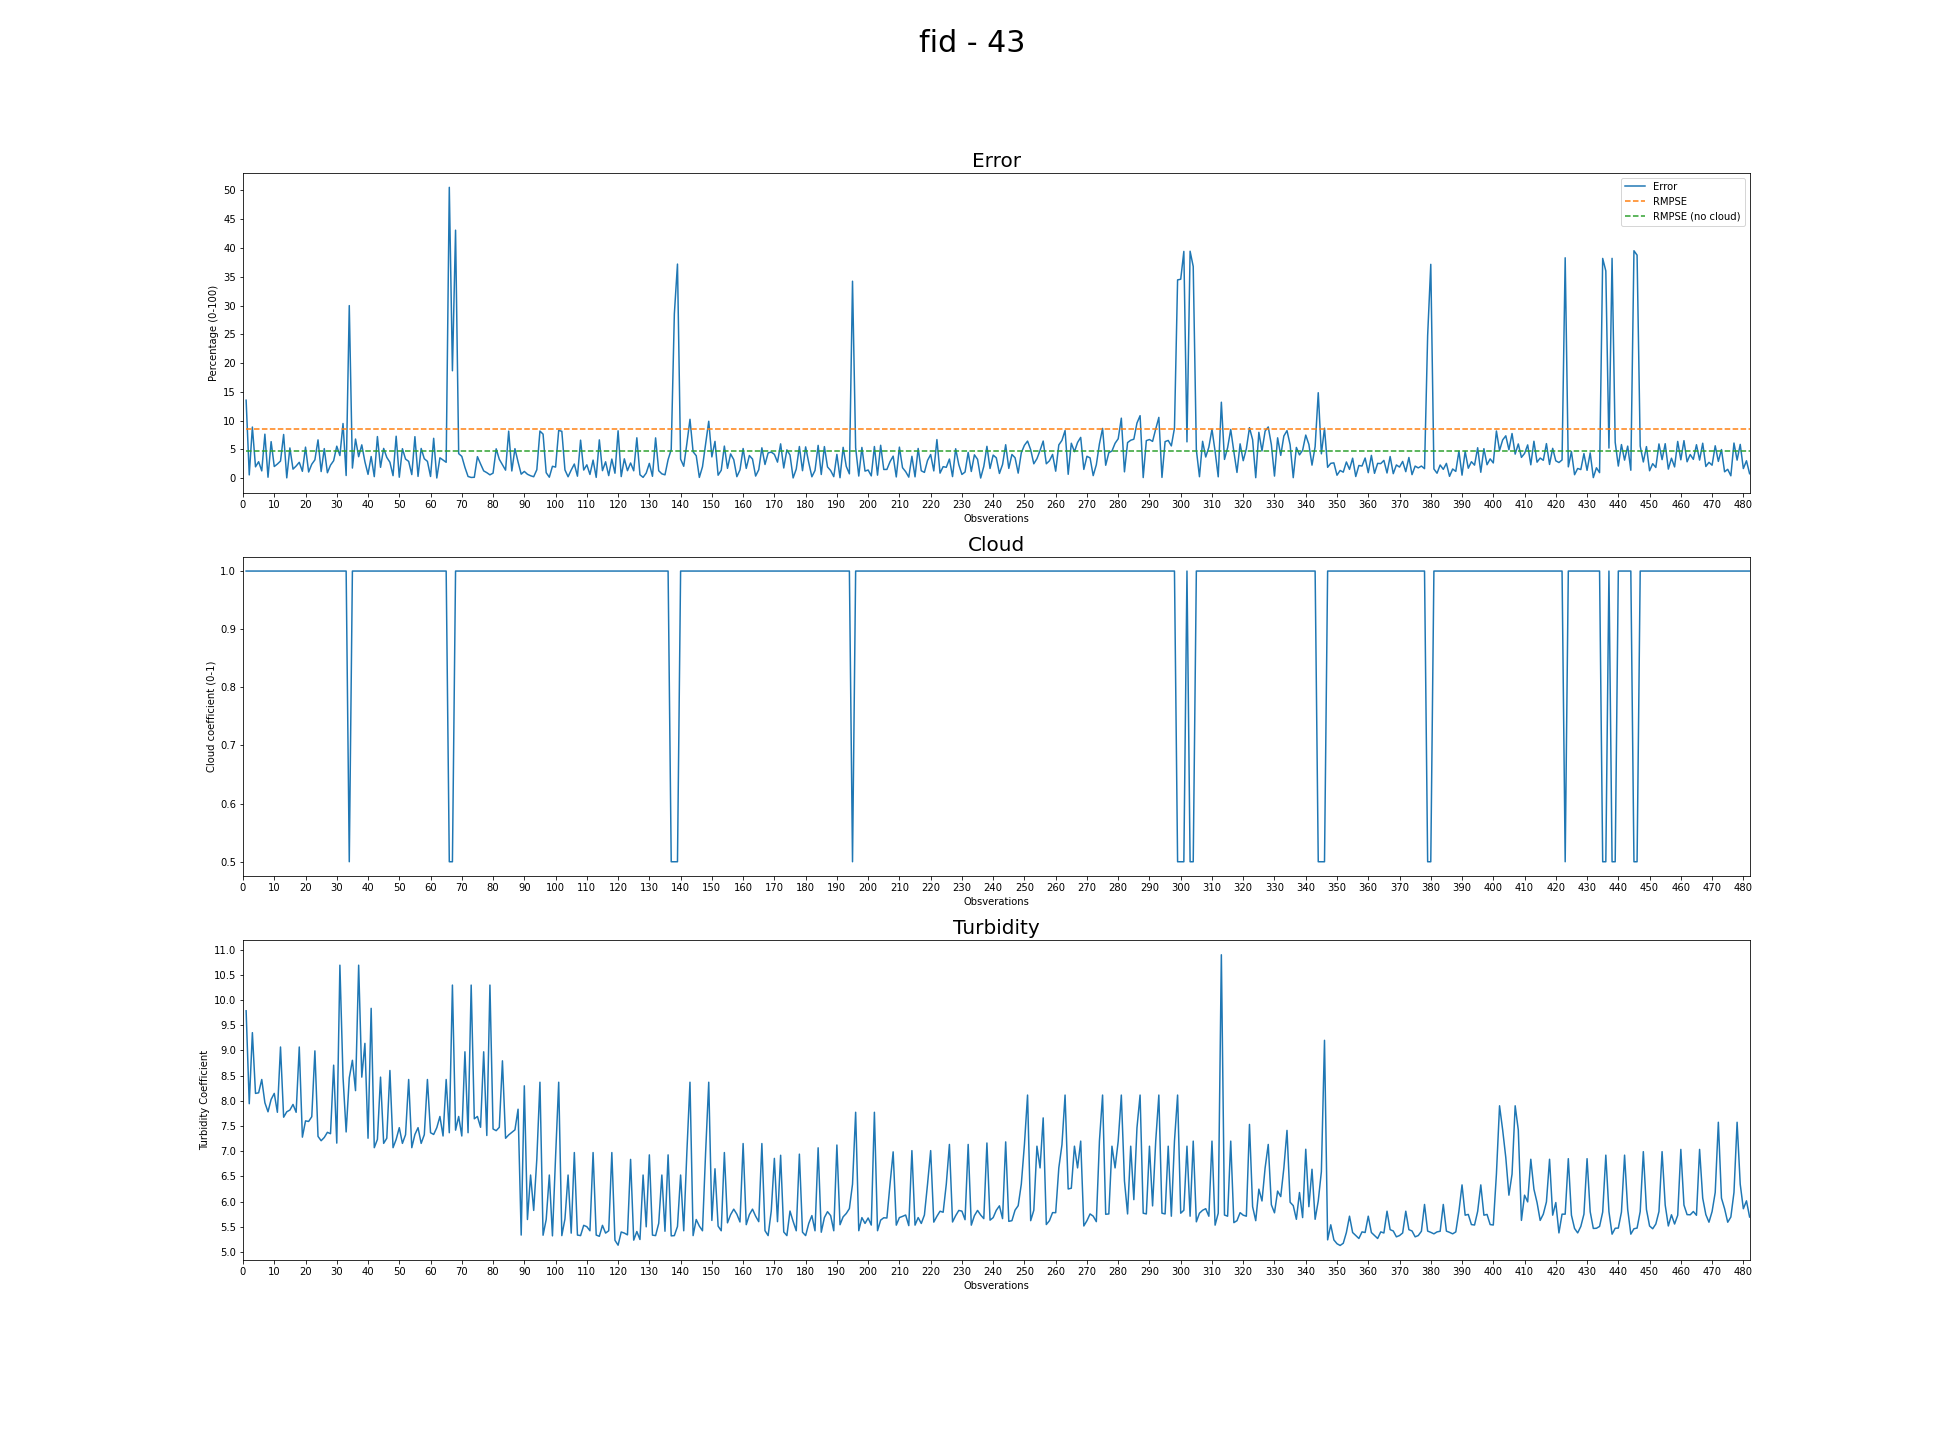 fid - 43
Error
50
45
40
35
30
25
20
15
10
5
0
Percentage (0-100)
Error
RMPSE
RMPSE (no cloud)
0 10 20 30 40 50 60 70 80 90 100 110 120 130 140 150 160 170 180 190 200 210 220 230 240 250 260 270 280 290 300 310 320 330 340 350 360 370 380 390 400 410 420 430 440 450 460 470 480
Obsverations
Cloud
1.0
0.9
0.8
0.7
0.6
0.5
Cloud coefficient (0-1)
0 10 20 30 40 50 60 70 80 90 100 110 120 130 140 150 160 170 180 190 200 210 220 230 240 250 260 270 280 290 300 310 320 330 340 350 360 370 380 390 400 410 420 430 440 450 460 470 480
Obsverations
Turbidity
11.0
10.5
10.0
9.5
9.0
8.5
8.0
7.5
7.0
6.5
6.0
5.5
5.0
Turbidity Coefficient
0 10 20 30 40 50 60 70 80 90 100 110 120 130 140 150 160 170 180 190 200 210 220 230 240 250 260 270 280 290 300 310 320 330 340 350 360 370 380 390 400 410 420 430 440 450 460 470 480
Obsverations